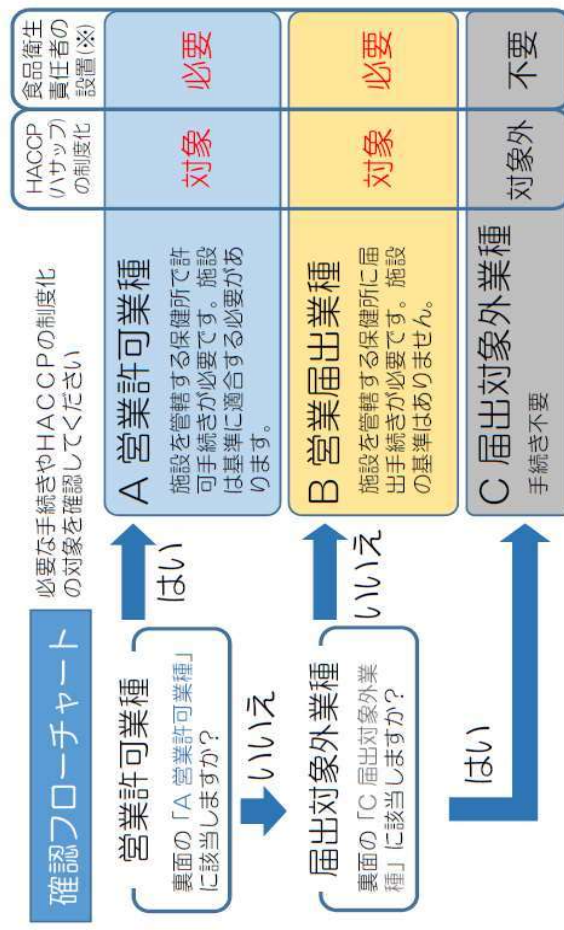 確認フローチャート
必要な手続きやHACCPの制度化
の対象を確認してください
HACCP
(ハサップ)
の制度化
食品衛生
責任者の
設置(※)
営業許可業種
裏面の「A 営業許可業種」
に該当しますか?
はい
いいえ
A 営業許可業種
施設を管轄する保健所で許
可手続きが必要です。施設
は基準に適合する必要があ
ります。
対象
必要
届出対象外業種
裏面の「C 届出対象外業
種」に該当しますか?
いいえ
はい
B 営業届出業種
施設を管轄する保健所に届
出手続きが必要です。施設
の基準はありません。
対象
必要
C 届出対象外業種
手続き不要
対象外
不要